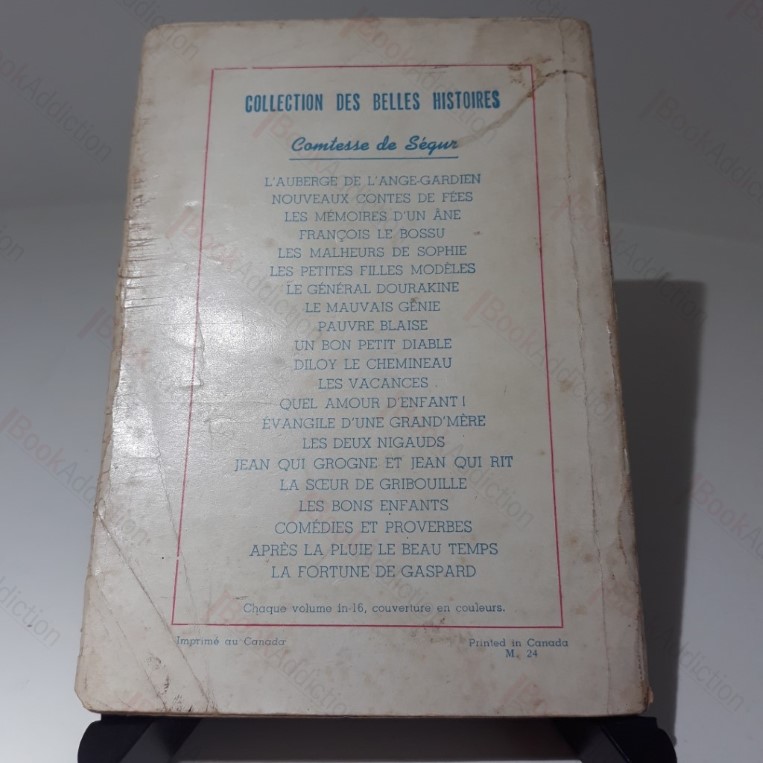 COLLECTION DES BELLES HISTOIRES
Comtesse de Ségur
L'AUBERGE DE L'ANGE-GARDIEN
NOUVEAUX CONTES DE FÉES
LES MÉMOIRES D'UN ÂNE
FRANÇOIS LE BOSSU
LES MALHEURS DE SOPHIE
LES PETITES FILLES MODÈLES
LE GÉNÉRAL DOURAKINE
LE MAUVAIS GÉNIE
PAUVRE BLAISE
UN BON PETIT DIABLE
DILOY LE CHEMINEAU
LES VACANCES
QUEL AMOUR D'ENFANT !
ÉVANGILE D'UNE GRAND'MÈRE
LES DEUX NIGAUDS
JEAN QUI GROGNE ET JEAN QUI RIT
LA SŒUR DE GRIBOUILLE
LES BONS ENFANTS
COMÉDIES ET PROVERBES
APRÈS LA PLUIE LE BEAU TEMPS
LA FORTUNE DE GASPARD
Chaque volume in-16, couverture en couleurs.
Imprimé au Canada
Printed in Canada
M. 24
BookAddiction